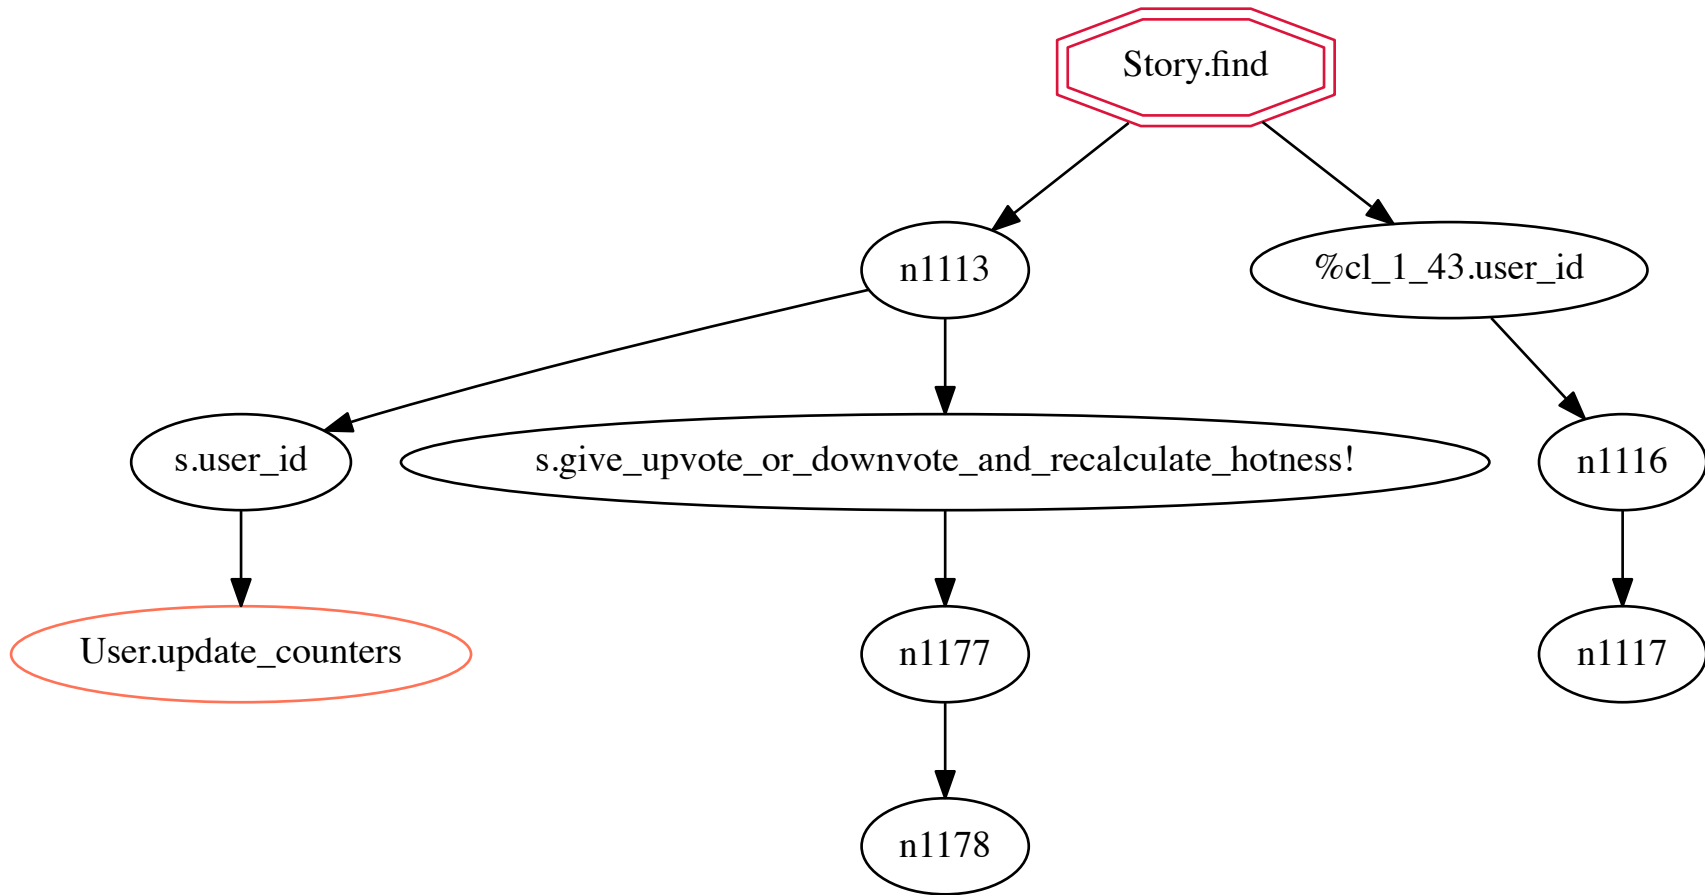 Story.find
n1113
%cl_1_43.user_id
s.user_id
s.give_upvote_or_downvote_and_recalculate_hotness!
n1116
User.update_counters
n1177
n1117
n1178